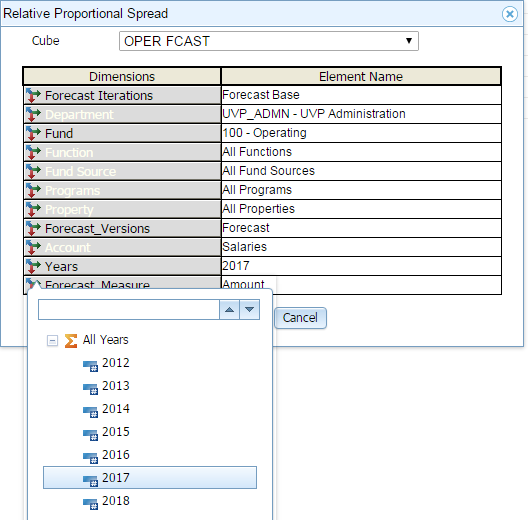 Relative Proportional Spread
Cube OPER FCAST
Dimensions Element Name
Forecast Iterations Forecast Base
Department UVP_ADMN - UVP Administration
Fund 100 - Operating
Function All Functions
Fund Source All Fund Sources
Programs All Programs
Property All Properties
Forecast_Versions Forecast
Account Salaries
Years 2017
Forecast_Measure Amount
Cancel
All Years
2012
2013
2014
2015
2016
2017
2018